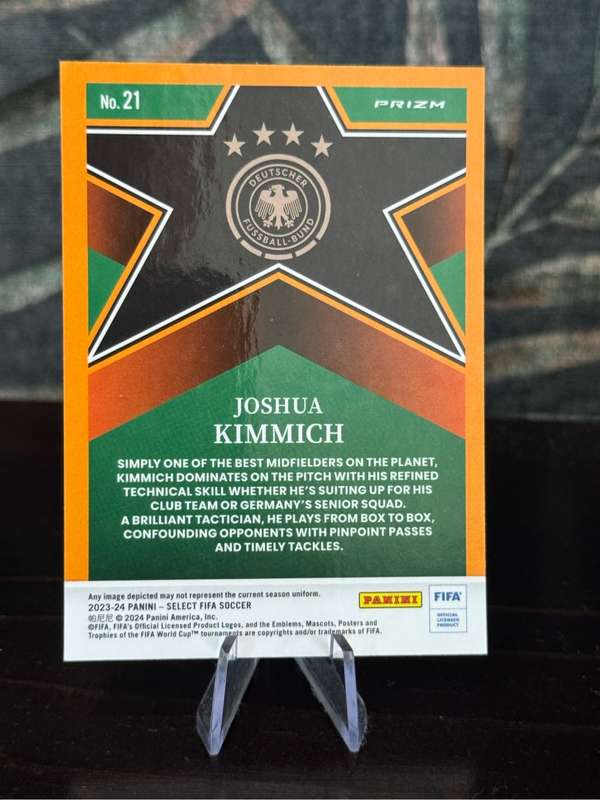 No. 21
PRIZM
DEUTSCHER
FUSSBALL-BUND
JOSHUA
KIMMICH
SIMPLY ONE OF THE BEST MIDFIELDERS ON THE PLANET,
KIMMICH DOMINATES ON THE PITCH WITH HIS REFINED
TECHNICAL SKILL WHETHER HE'S SUITING UP FOR HIS
CLUB TEAM OR GERMANY'S SENIOR SQUAD.
A BRILLIANT TACTICIAN, HE PLAYS FROM BOX TO BOX,
CONFOUNDING OPPONENTS WITH PINPOINT PASSES
AND TIMELY TACKLES.
Any image depicted may not represent the current season uniform.
2023-24 PANINI – SELECT FIFA SOCCER
帕尼尼 © 2024 Panini America, Inc.
©FIFA, FIFA's Official Licensed Product Logos, and the Emblems, Mascots, Posters and
Trophies of the FIFA World Cup™ tournaments are copyrights and/or trademarks of FIFA.
PANINI
FIFA
OFFICIAL
LICENSED
PRODUCT